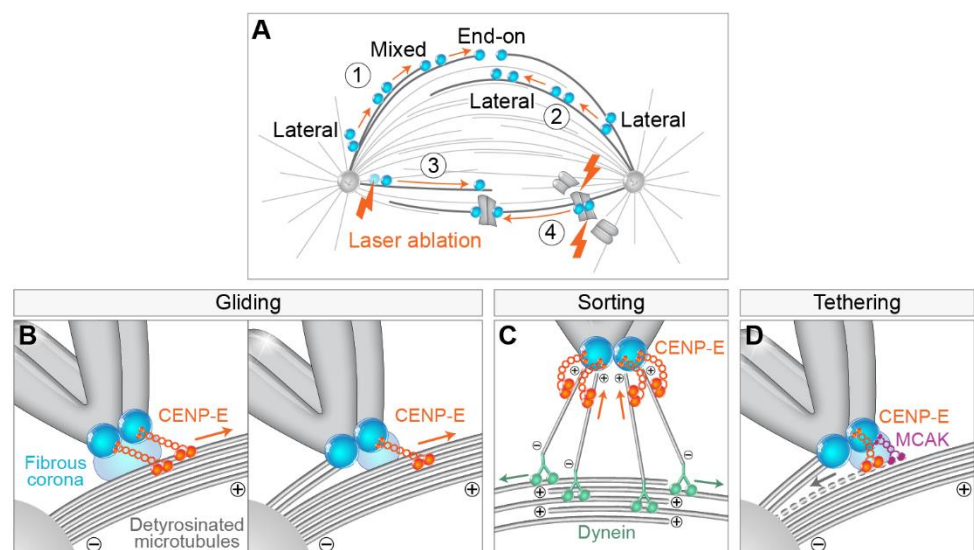 A
End-on
Mixed
1
Lateral
Lateral
2
Lateral
3
Laser ablation
4
Gliding
Sorting
Tethering
B
CENP-E
Fibrous
corona
Detyrosinated
microtubules
−
+
CENP-E
−
+
C
CENP-E
+
+
+
+
−
−
−
−
+
+
+
+
Dynein
D
CENP-E
MCAK
−
+